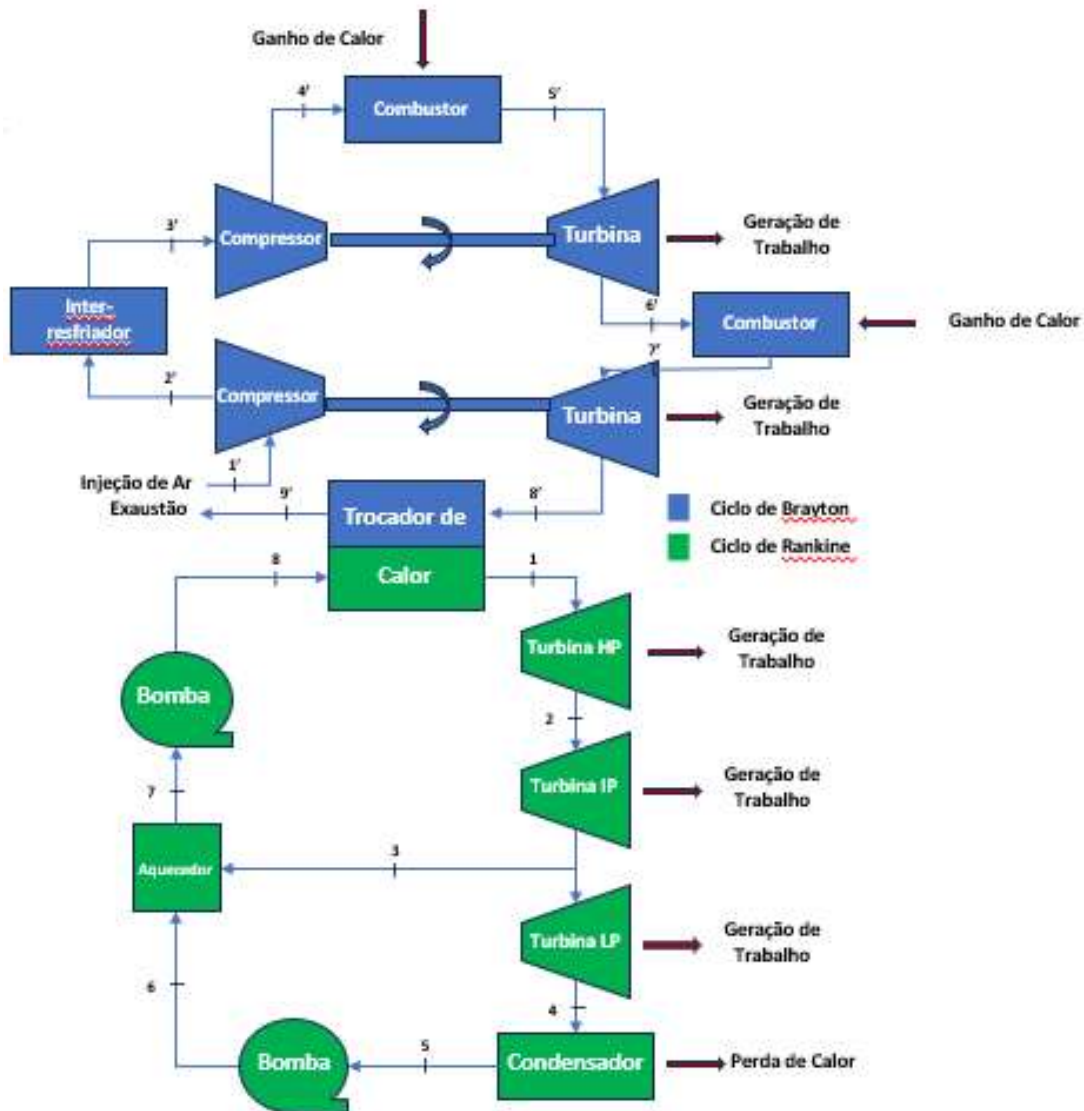 Ganho de Calor
4'
Combustor
5'
3'
Compressor
Turbina
Geração de
Trabalho
Inter-
resfriador
6'
Combustor
Ganho de Calor
2'
7'
Compressor
Turbina
Geração de
Trabalho
1'
Injeção de Ar
Exaustão
9'
Trocador de
8'
Ciclo de Brayton
Ciclo de Rankine
8
Calor
1
Turbina HP
Geração de
Trabalho
Bomba
2
Turbina IP
Geração de
Trabalho
7
3
Aquecedor
Turbina LP
Geração de
Trabalho
6
4
Bomba
5
Condensador
Perda de Calor